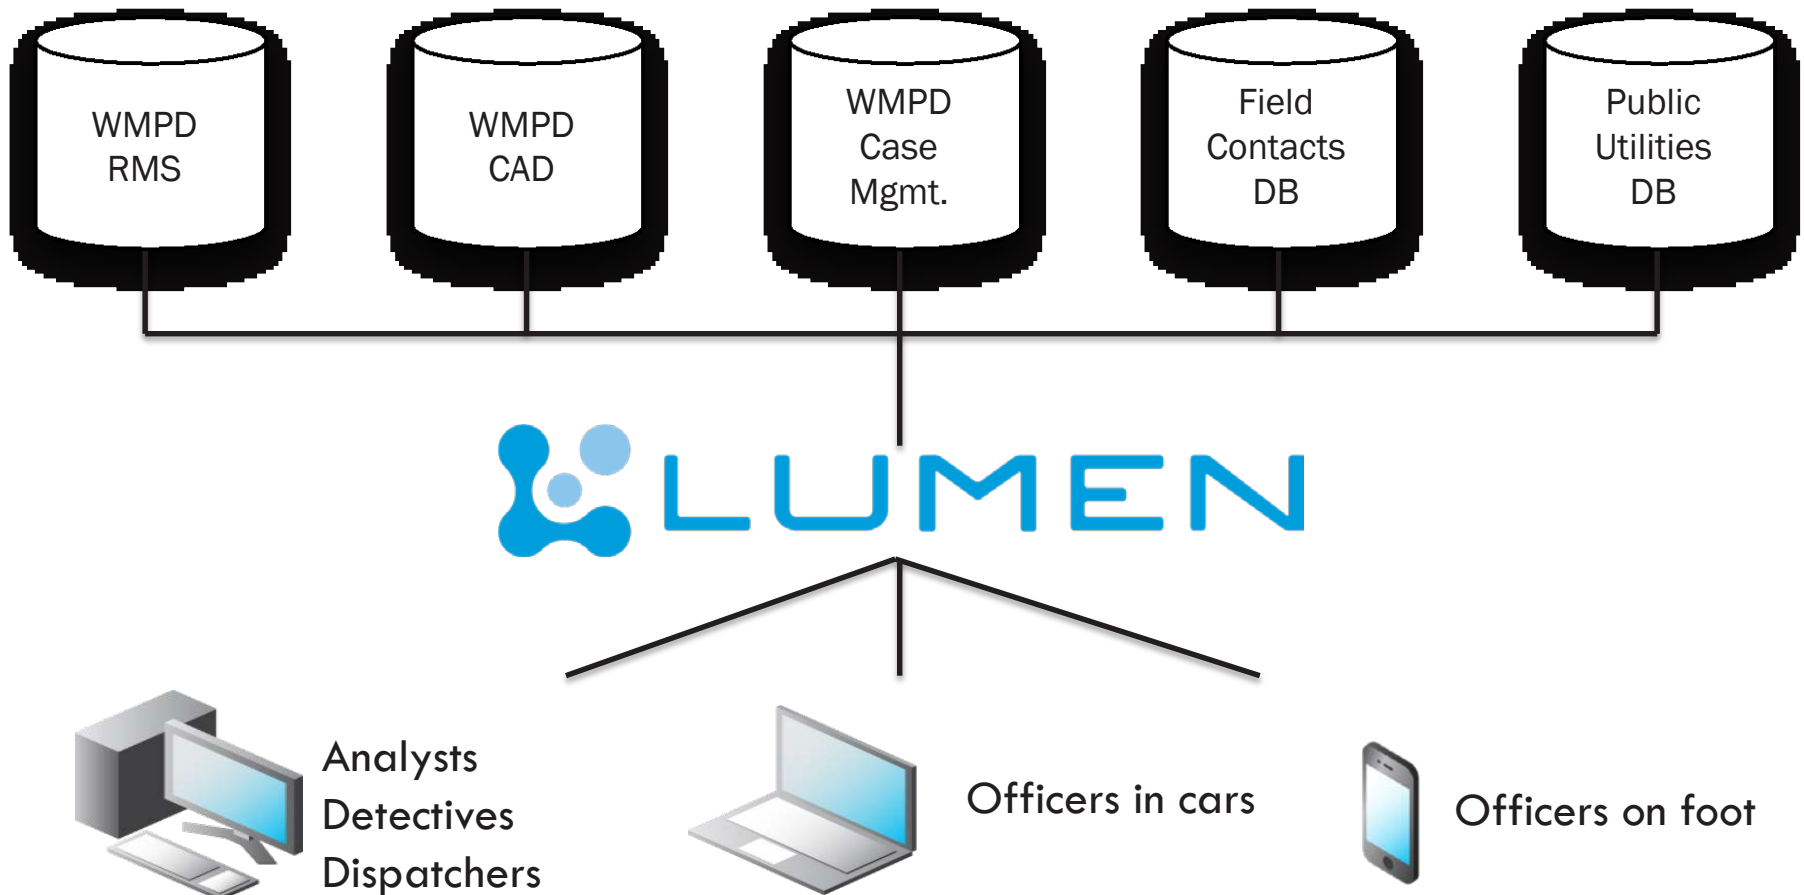 WMPD
RMS
WMPD
CAD
WMPD
Case
Mgmt.
Field
Contacts
DB
Public
Utilities
DB
LUMEN
Analysts
Detectives
Dispatchers
Officers in cars
Officers on foot